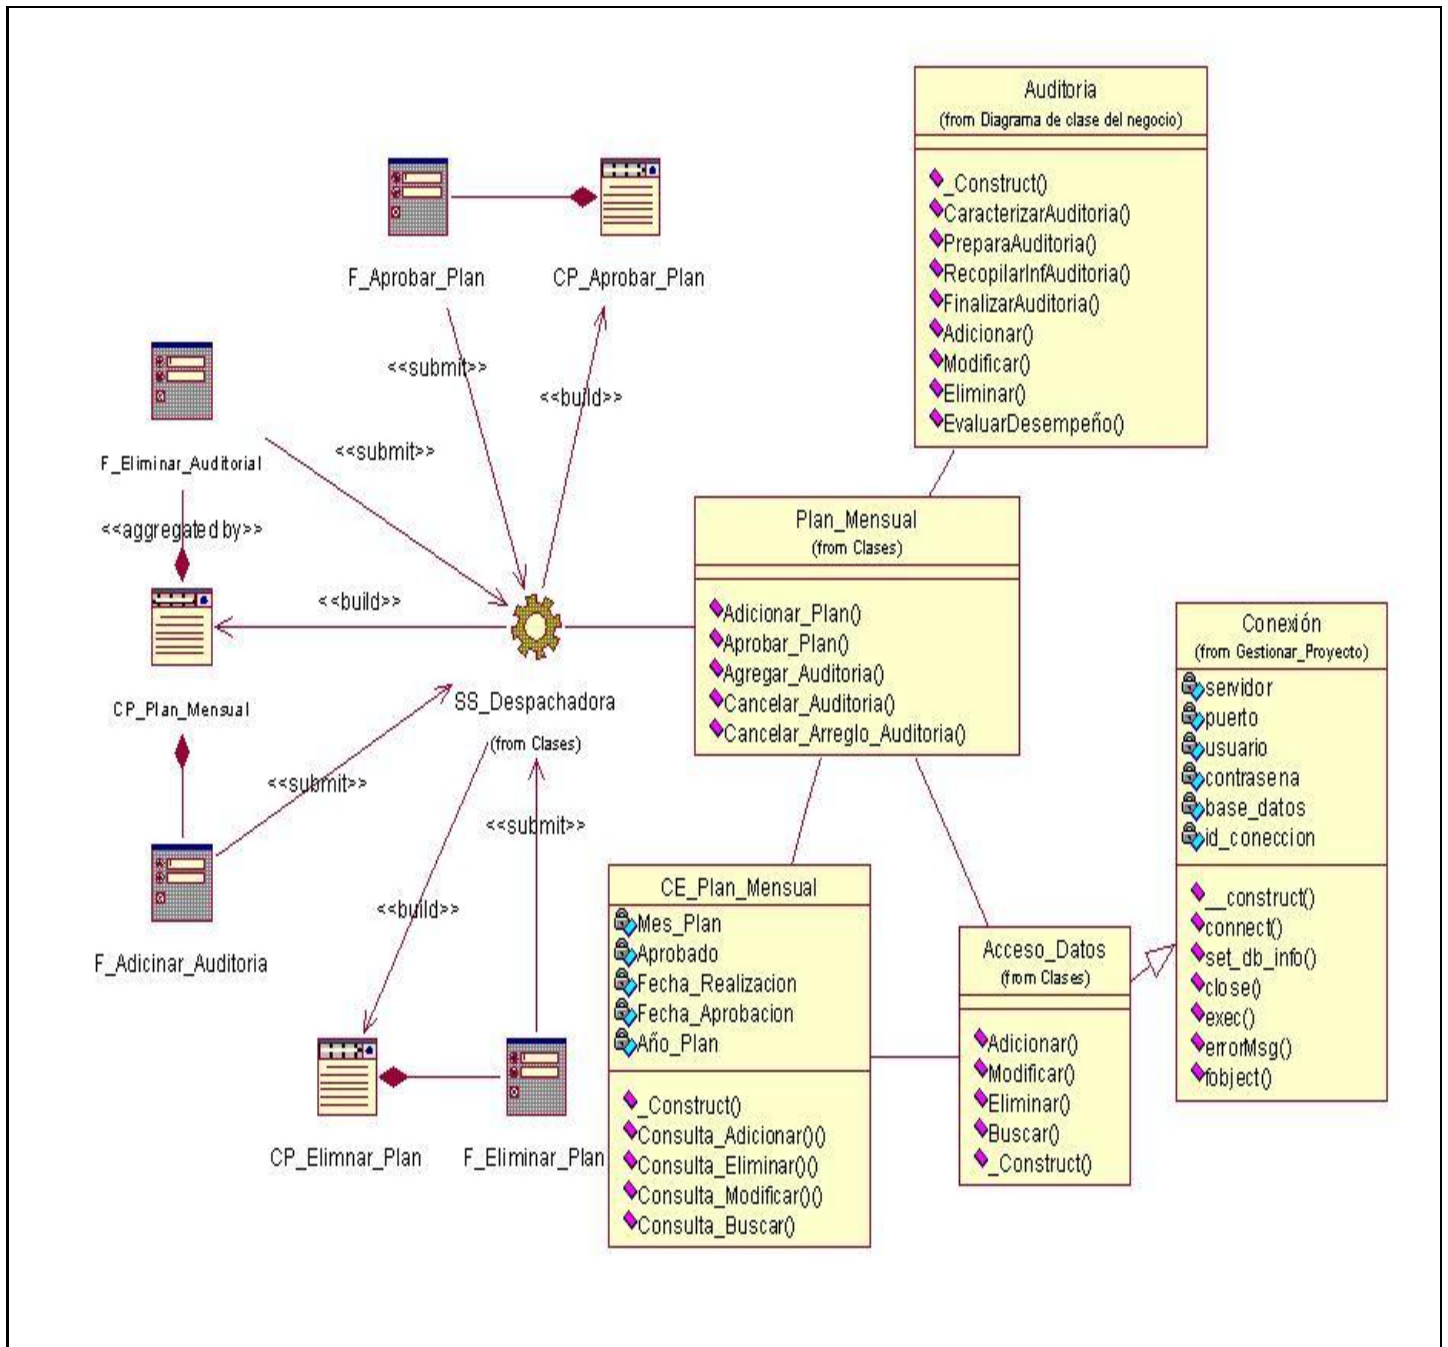 Auditoria
(from Diagrama de clase del negocio)
_Construct()
CaracterizarAuditoria()
PreparaAuditoria()
RecopilarInfAuditoria()
FinalizarAuditoria()
Adicionar()
Modificar()
Eliminar()
EvaluarDesempeño()
F_Aprobar_Plan
CP_Aprobar_Plan
<<submit>>
<<build>>
<<submit>>
F_Eliminar_Auditorial
<<aggregated by>>
<<build>>
CP_Plan_Mensual
SS_Despachadora
(from Clases)
<<submit>>
<<submit>>
<<build>>
F_Adicinar_Auditoria
CP_Elimnar_Plan
F_Eliminar_Plan
Plan_Mensual
(from Clases)
Adicionar_Plan()
Aprobar_Plan()
Agregar_Auditoria()
Cancelar_Auditoria()
Cancelar_Arreglo_Auditoria()
Conexión
(from Gestionar_Proyecto)
servidor
puerto
usuario
contrasena
base_datos
id_coneccion
__construct()
connect()
set_db_info()
close()
exec()
errorMsg()
fobject()
CE_Plan_Mensual
Mes_Plan
Aprobado
Fecha_Realizacion
Fecha_Aprobacion
Año_Plan
_Construct()
Consulta_Adicionar()()
Consulta_Eliminar()()
Consulta_Modificar()()
Consulta_Buscar()
Acceso_Datos
(from Clases)
Adicionar()
Modificar()
Eliminar()
Buscar()
_Construct()